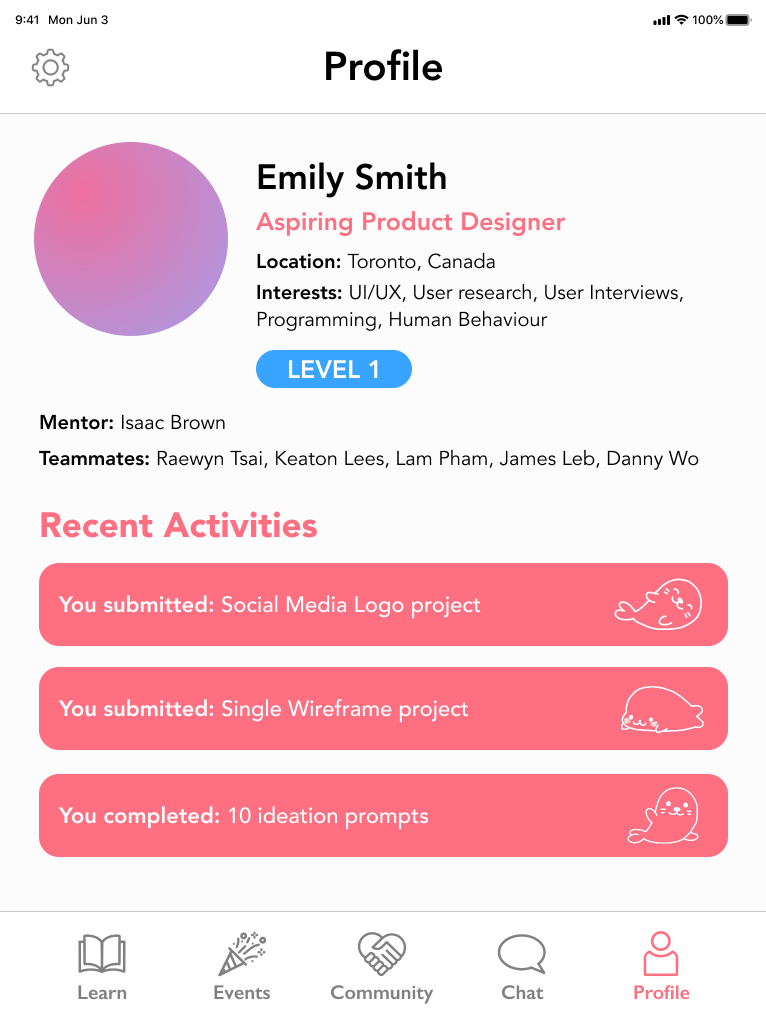 9:41 Mon Jun 3
100%
Profile
Emily Smith
Aspiring Product Designer
Location: Toronto, Canada
Interests: UI/UX, User research, User Interviews,
Programming, Human Behaviour
LEVEL 1
Mentor: Isaac Brown
Teammates: Raewyn Tsai, Keaton Lees, Lam Pham, James Leb, Danny Wo
Recent Activities
You submitted: Social Media Logo project
You submitted: Single Wireframe project
You completed: 10 ideation prompts
Learn
Events
Community
Chat
Profile